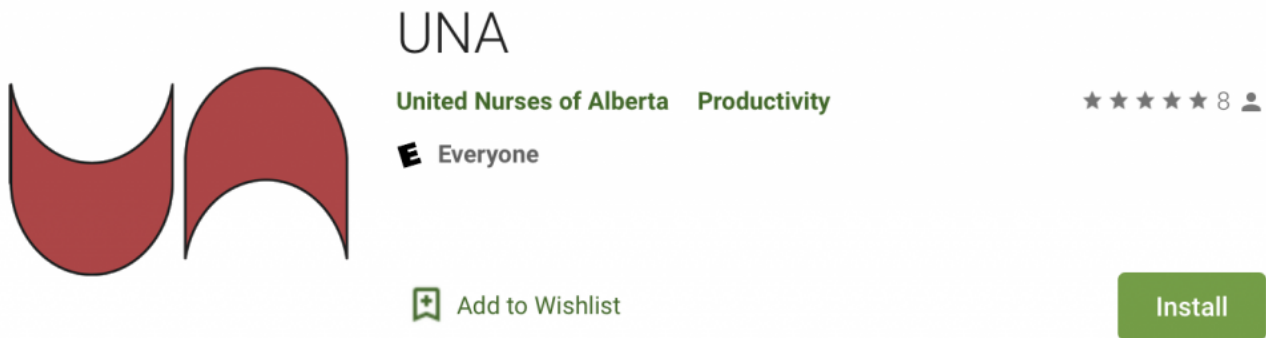 UNA
United Nurses of Alberta Productivity 8
E Everyone
Add to Wishlist
Install